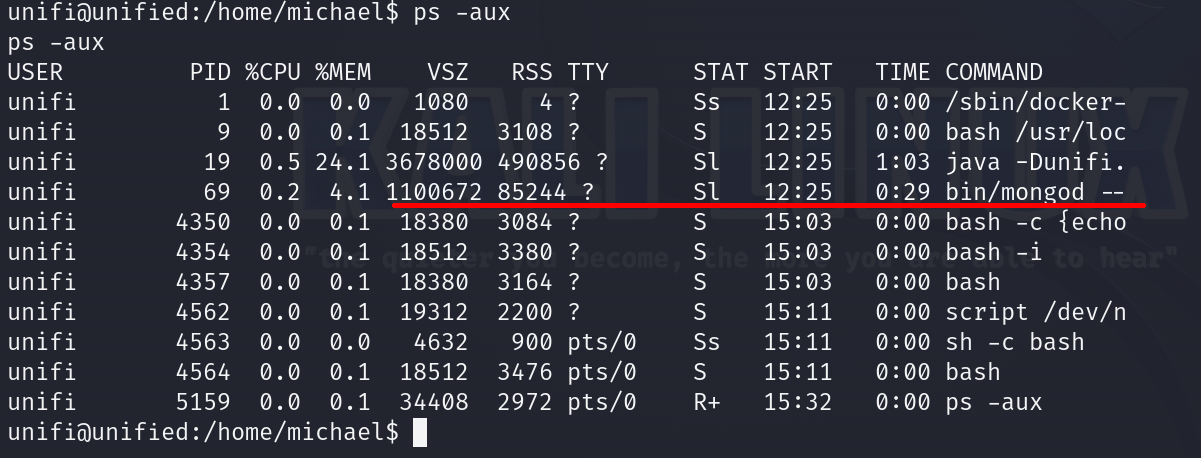 unifi@unified:/home/michael$ ps -aux
ps -aux
USER PID %CPU %MEM VSZ RSS TTY STAT START TIME COMMAND
unifi 1 0.0 0.0 1080 4 ? Ss 12:25 0:00 /sbin/docker-
unifi 9 0.0 0.1 18512 3108 ? S 12:25 0:00 bash /usr/loc
unifi 19 0.5 24.1 3678000 490856 ? Sl 12:25 1:03 java -Dunifi.
unifi 69 0.2 4.1 1100672 85244 ? Sl 12:25 0:29 bin/mongod --
unifi 4350 0.0 0.1 18380 3084 ? S 15:03 0:00 bash -c {echo
unifi 4354 0.0 0.1 18512 3380 ? S 15:03 0:00 bash -i
unifi 4357 0.0 0.1 18380 3164 ? S 15:03 0:00 bash
unifi 4562 0.0 0.1 19312 2200 ? S 15:11 0:00 script /dev/n
unifi 4563 0.0 0.0 4632 900 pts/0 Ss 15:11 0:00 sh -c bash
unifi 4564 0.0 0.1 18512 3476 pts/0 S 15:11 0:00 bash
unifi 5159 0.0 0.1 34408 2972 pts/0 R+ 15:32 0:00 ps -aux
unifi@unified:/home/michael$
KALI LINUX
"the become, the you to hear"